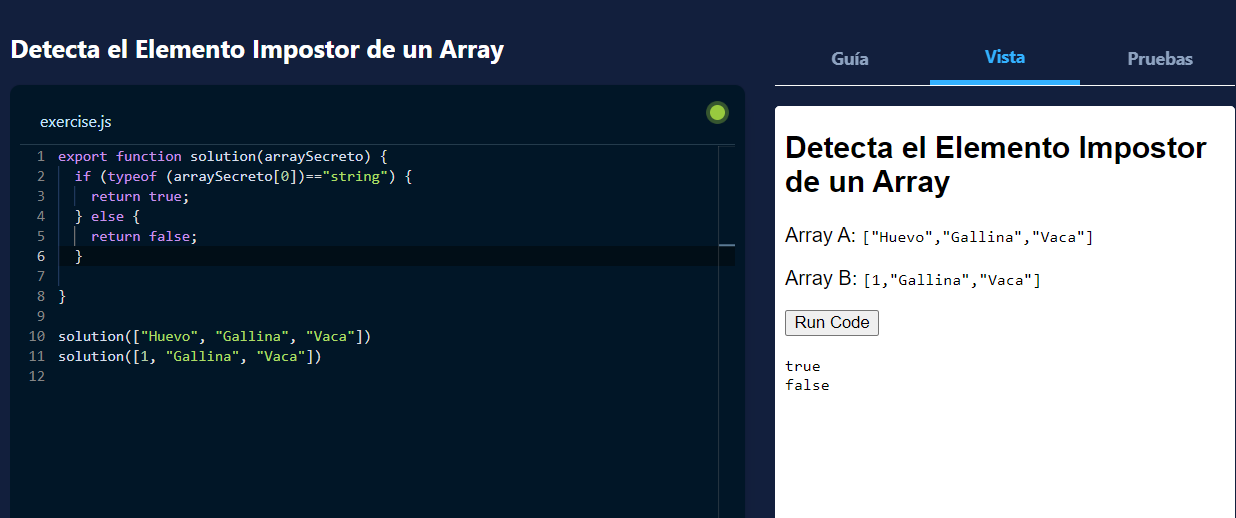 Detecta el Elemento Impostor de un Array
exercise.js
1 export function solution(arraySecreto) {
2   if (typeof (arraySecreto[0])=="string") {
3     return true;
4   } else {
5     return false;
6   }
7
8 }
9
10 solution(["Huevo", "Gallina", "Vaca"])
11 solution([1, "Gallina", "Vaca"])
12
Guía
Vista
Pruebas
Detecta el Elemento Impostor
de un Array
Array A: ["Huevo","Gallina","Vaca"]
Array B: [1,"Gallina","Vaca"]
Run Code
true
false